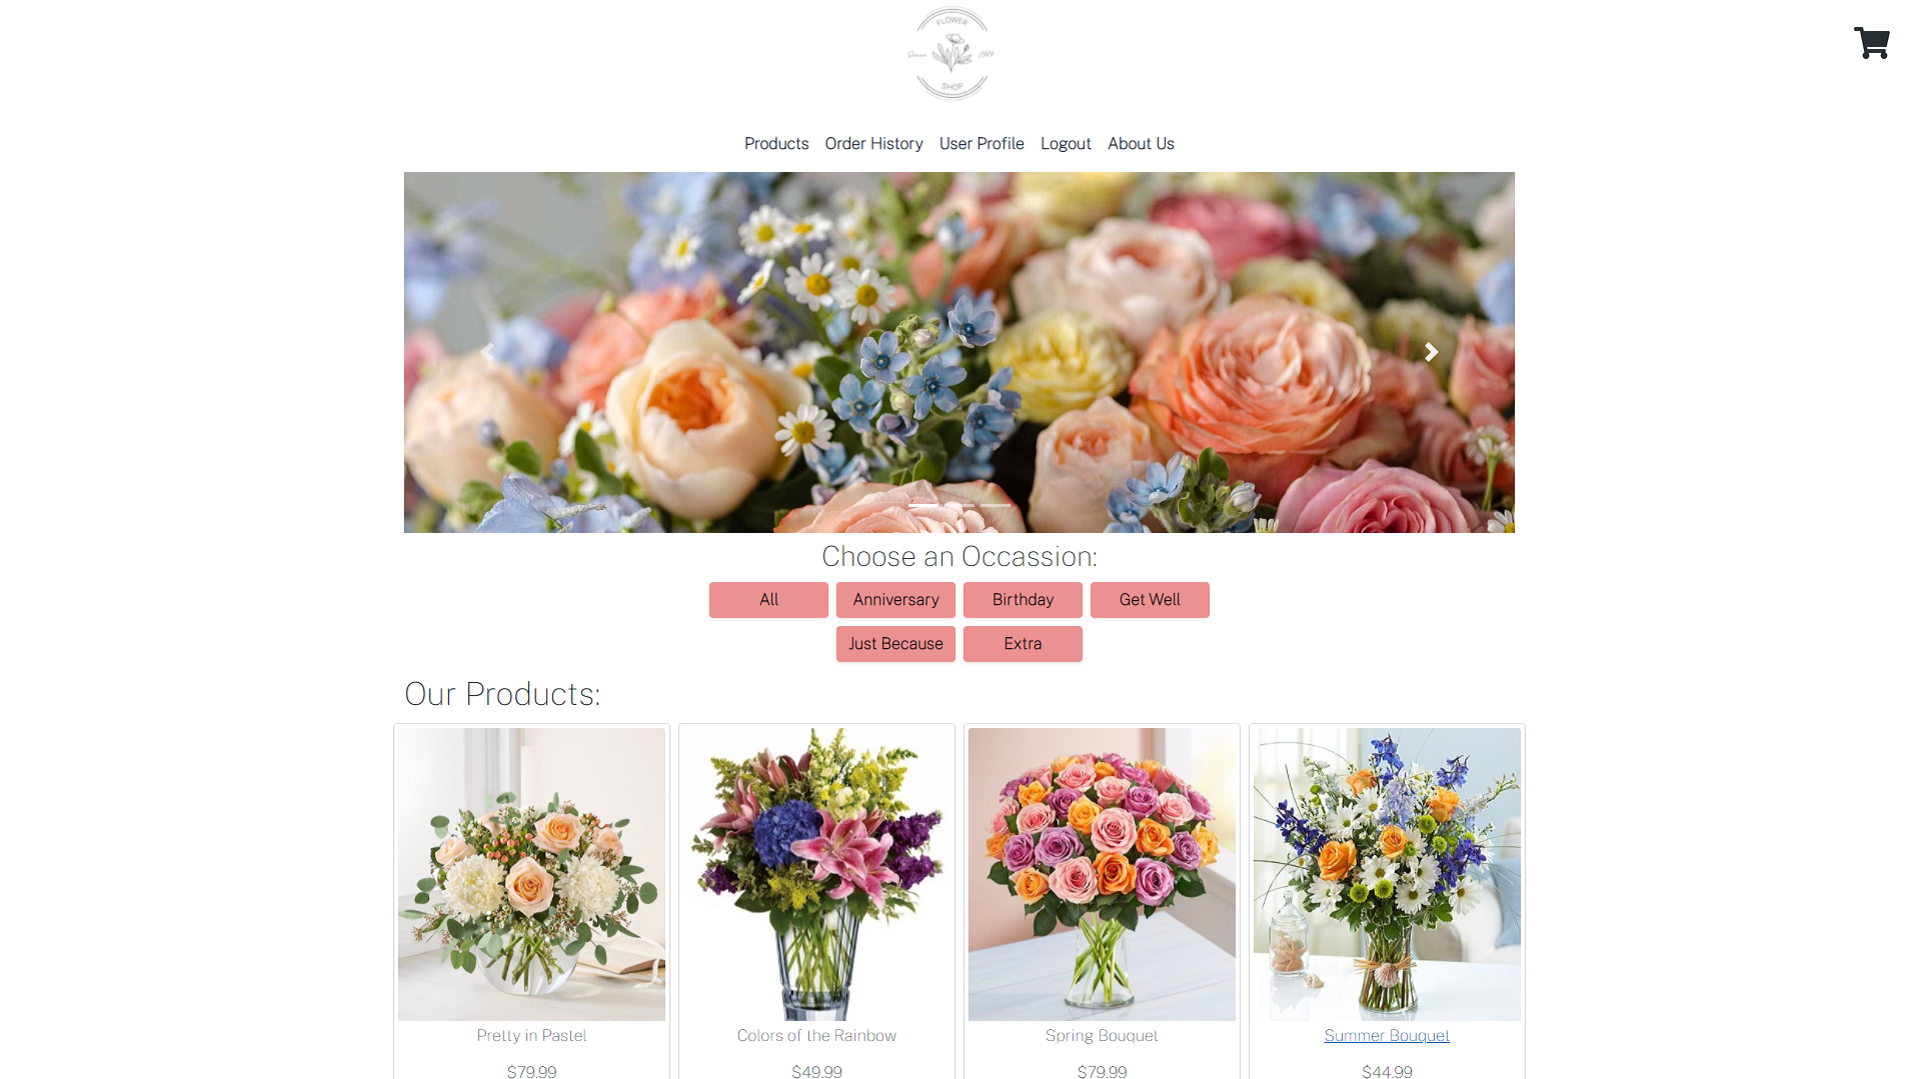 FLOWER
Since 1989
SHOP
Products Order History User Profile Logout About Us
Choose an Occassion:
All Anniversary Birthday Get Well
Just Because Extra
Our Products:
Pretty in Pastel Colors of the Rainbow Spring Bouquet Summer Bouquet
$79.99 $49.99 $79.99 $44.99